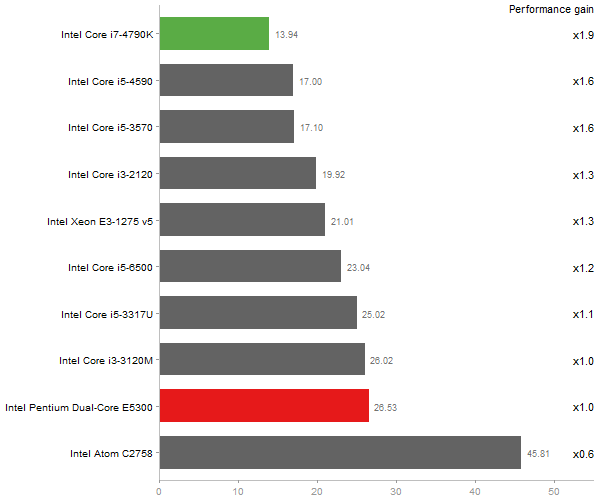 Performance gain
Intel Core i7-4790K 13.94 x1.9
Intel Core i5-4590 17.00 x1.6
Intel Core i5-3570 17.10 x1.6
Intel Core i3-2120 19.92 x1.3
Intel Xeon E3-1275 v5 21.01 x1.3
Intel Core i5-6500 23.04 x1.2
Intel Core i5-3317U 25.02 x1.1
Intel Core i3-3120M 26.02 x1.0
Intel Pentium Dual-Core E5300 26.53 x1.0
Intel Atom C2758 45.81 x0.6
0 10 20 30 40 50